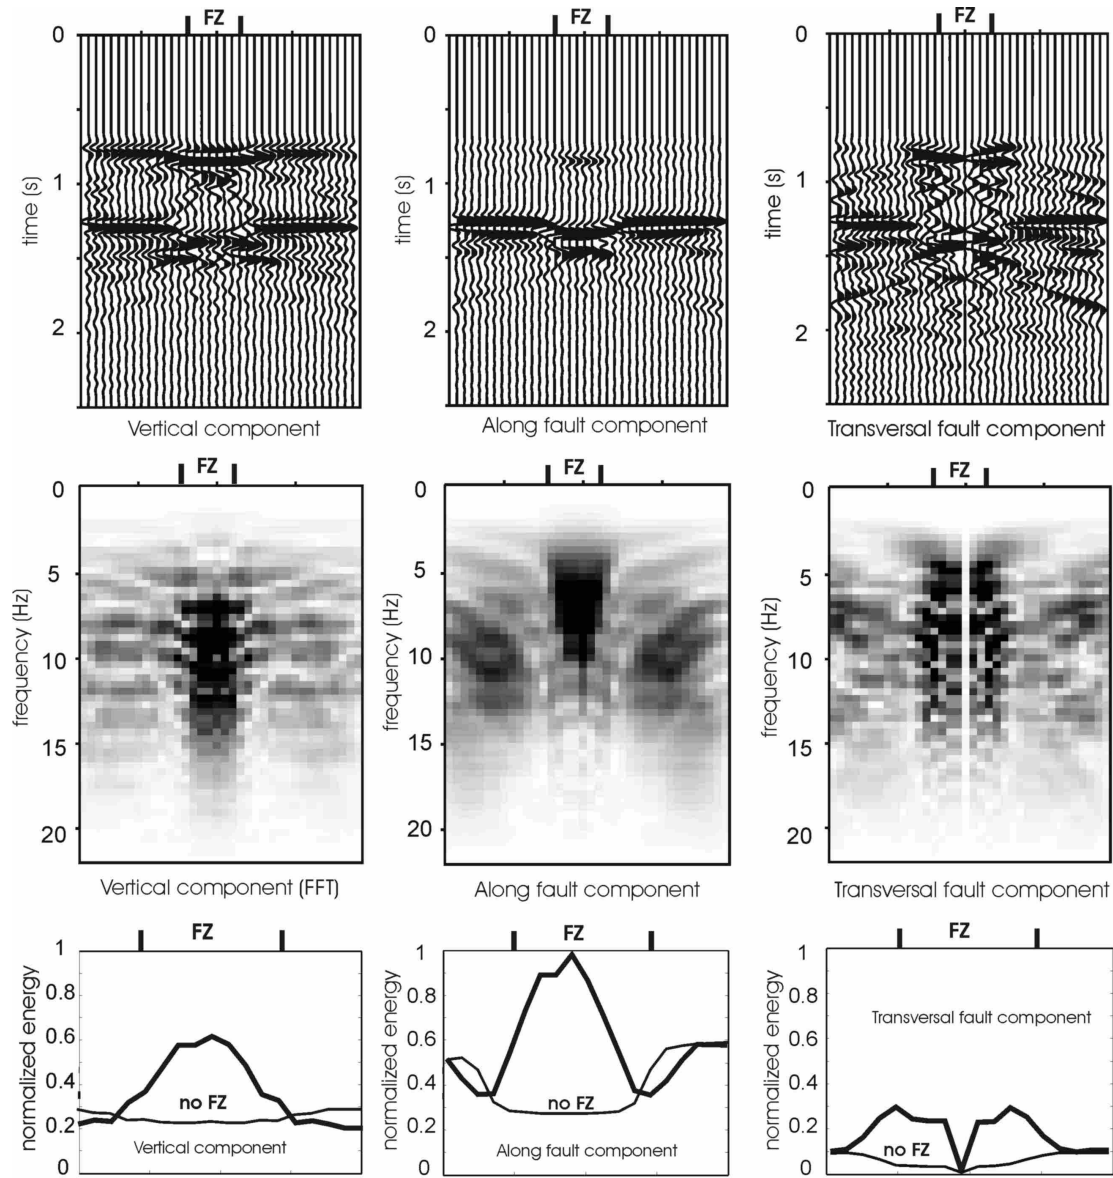 FZ
FZ
FZ
0
1
2
time (s)
Vertical component
0
1
2
time (s)
Along fault component
0
1
2
time (s)
Transversal fault component
FZ
FZ
FZ
0
5
10
15
20
frequency (Hz)
Vertical component (FFT)
0
5
10
15
20
frequency (Hz)
Along fault component
0
5
10
15
20
frequency (Hz)
Transversal fault component
FZ
1
0.8
0.6
0.4
0.2
0
normalized energy
no FZ
Vertical component
FZ
1
0.8
0.6
0.4
0.2
0
normalized energy
no FZ
Along fault component
FZ
1
0.8
0.6
0.4
0.2
0
normalized energy
Transversal fault component
no FZ